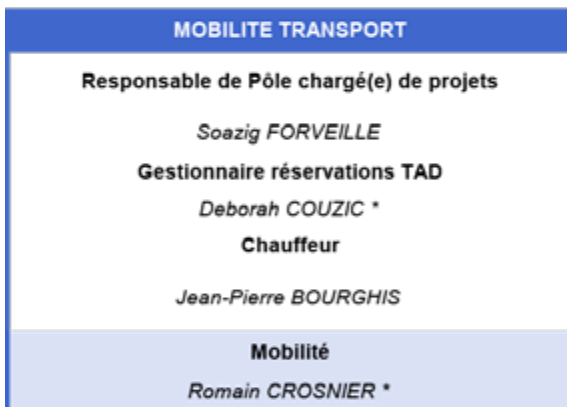 MOBILITE TRANSPORT
Responsable de Pôle chargé(e) de projets
Soazig FORVEILLE
Gestionnaire réservations TAD
Deborah COUZIC *
Chauffeur
Jean-Pierre BOURGHIS
Mobilité
Romain CROSNIER *